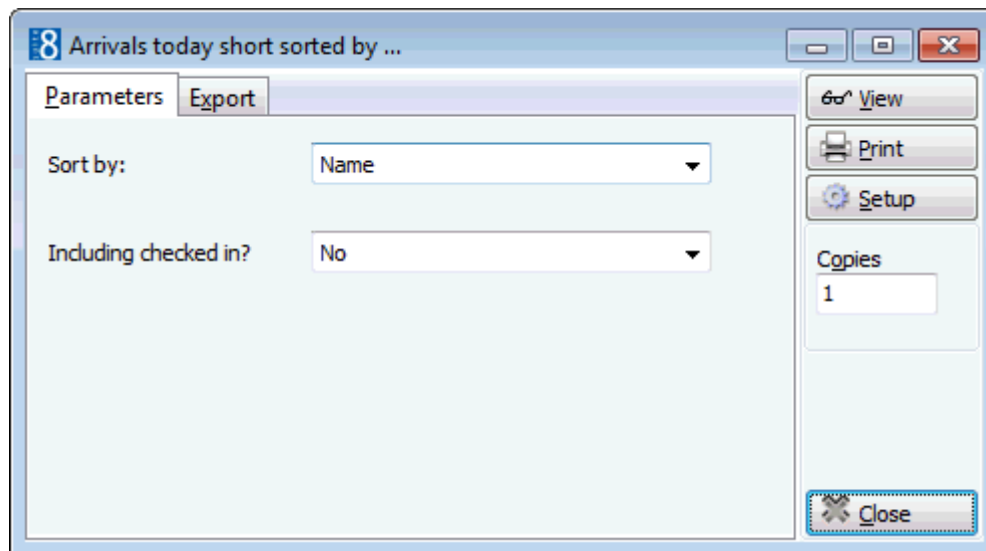 8 Arrivals today short sorted by ...
Parameters Export
Sort by: Name
Including checked in? No
View
Print
Setup
Copies
1
Close